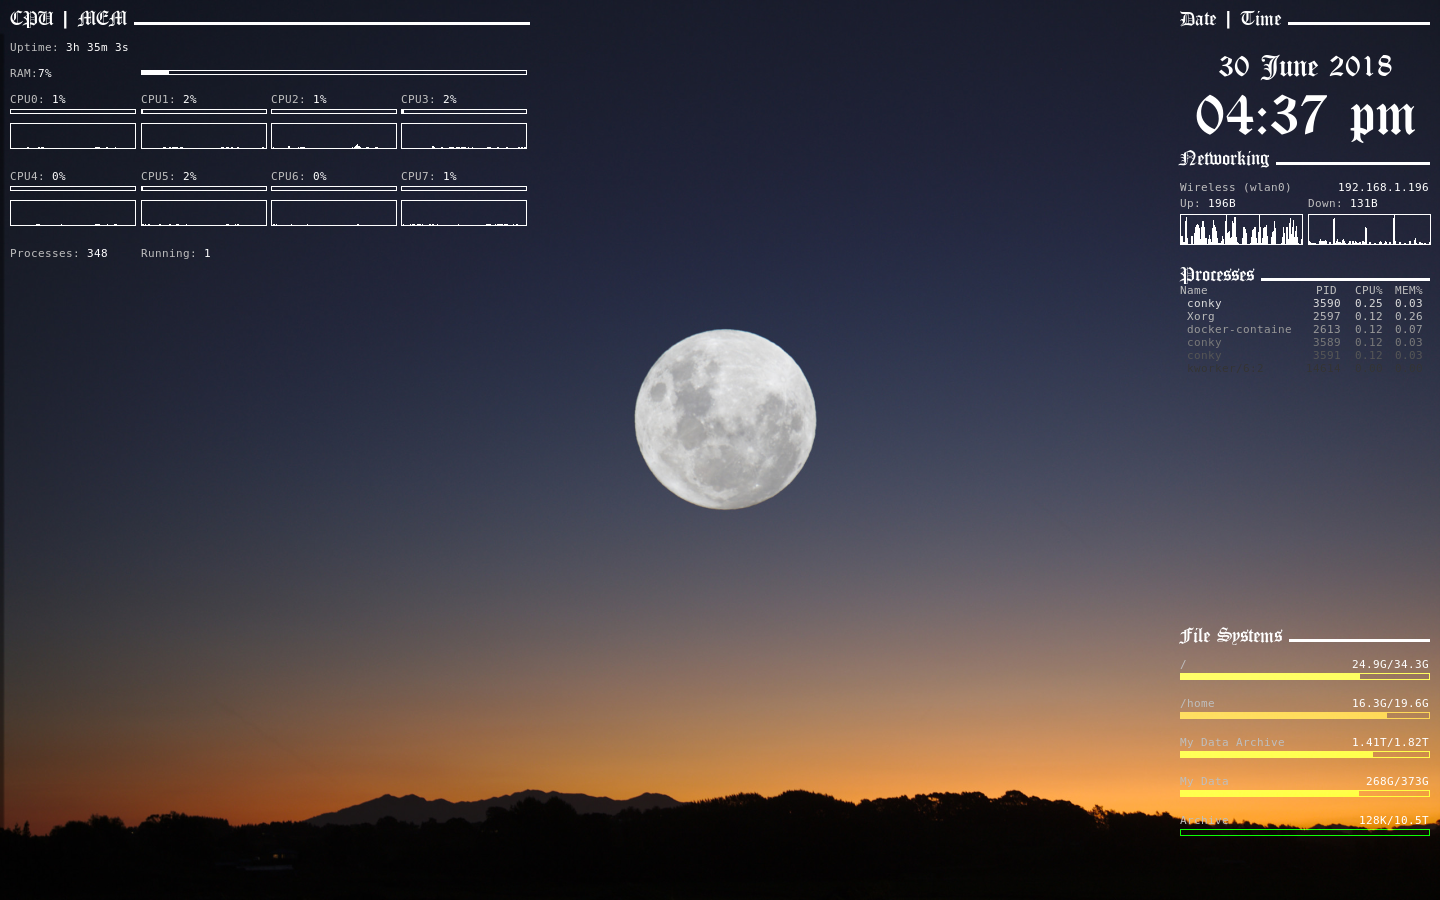 CPU | MEM
Uptime: 3h 35m 3s
RAM:7%
CPU0: 1% CPU1: 2% CPU2: 1% CPU3: 2%
CPU4: 0% CPU5: 2% CPU6: 0% CPU7: 1%
Processes: 348 Running: 1
Date | Time
30 June 2018
04:37 pm
Networking
Wireless (wlan0) 192.168.1.196
Up: 196B Down: 131B
Processes
Name PID CPU% MEM%
conky 3590 0.25 0.03
Xorg 2597 0.12 0.26
docker-containe 2613 0.12 0.07
conky 3589 0.12 0.03
conky 3591 0.12 0.03
File Systems
/ 24.9G/34.3G
/home 16.3G/19.6G
My Data Archive 1.41T/1.82T
My Data 268G/373G
Archive 128K/10.5T